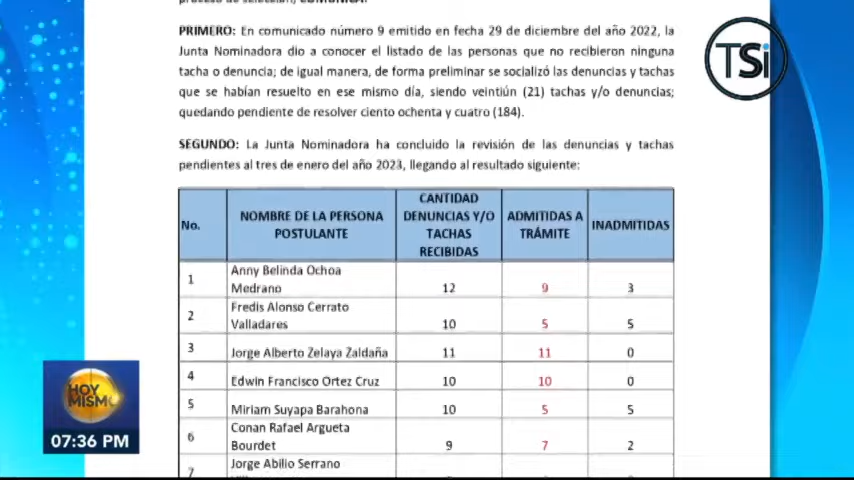 PRIMERO: En comunicado número 9 emitido en fecha 29 de diciembre del año 2022, la
Junta Nominadora dio a conocer el listado de las personas que no recibieron ninguna
tacha o denuncia; de igual manera, de forma preliminar se socializó las denuncias y tachas
que se habían resuelto en ese mismo día, siendo veintiún (21) tachas y/o denuncias;
quedando pendiente de resolver ciento ochenta y cuatro (184).
SEGUNDO: La Junta Nominadora ha concluido la revisión de las denuncias y tachas
pendientes al tres de enero del año 2023, llegando al resultado siguiente:
No. NOMBRE DE LA PERSONA POSTULANTE CANTIDAD DENUNCIAS Y/O TACHAS RECIBIDAS ADMITIDAS A TRÁMITE INADMITIDAS
1 Anny Belinda Ochoa Medrano 12 9 3
2 Fredis Alonso Cerrato Valladares 10 5 5
3 Jorge Alberto Zelaya Zaldaña 11 11 0
4 Edwin Francisco Ortez Cruz 10 10 0
5 Miriam Suyapa Barahona 10 5 5
6 Conan Rafael Argueta Bourdet 9 7 2
7 Jorge Abilio Serrano
TSi
HOY
MISMO
07:36 PM